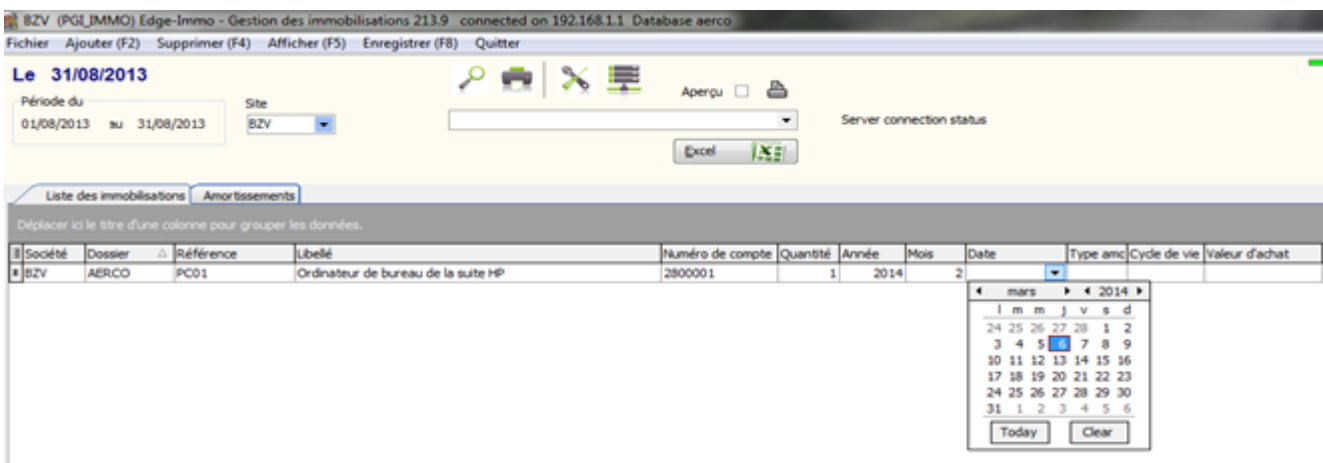 BZV (PGI_IMMO) Edge-Immo - Gestion des immobilisations 213.9 connected on 192.168.1.1 Database aerco
Fichier Ajouter (F2) Supprimer (F4) Afficher (F5) Enregistrer (F8) Quitter
Le 31/08/2013
Aperçu
Période du
Site
01/08/2013 au 31/08/2013
BZV
Server connection status
Excel
Liste des immobilisations Amortissements
Déplacer ici le titre d'une colonne pour grouper les données.
Société Dossier Référence Libellé Numéro de compte Quantité Année Mois Date Type amc Cycle de vie Valeur d'achat
BZV AERCO PC01 Ordinateur de bureau de la suite HP 2800001 1 2014 2
mars 2014
l m m j v s d
24 25 26 27 28 1 2
3 4 5 6 7 8 9
10 11 12 13 14 15 16
17 18 19 20 21 22 23
24 25 26 27 28 29 30
31 1 2 3 4 5 6
Today Clear